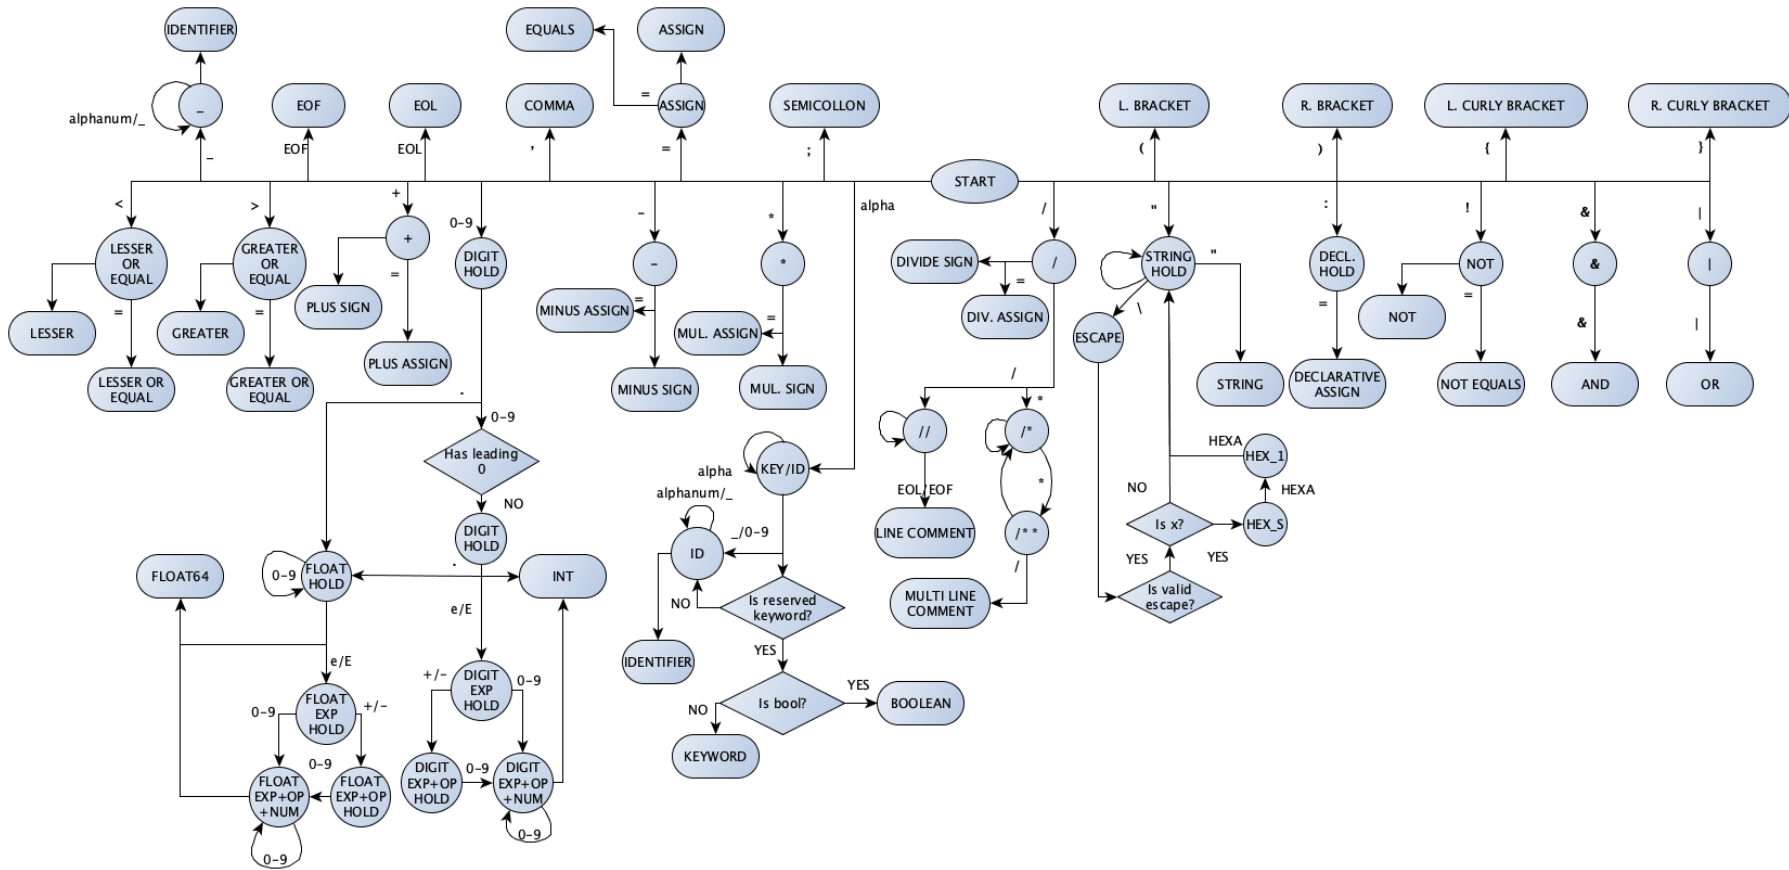 IDENTIFIER
EQUALS
ASSIGN
_
EOF
EOL
COMMA
=
ASSIGN
SEMICOLLON
L. BRACKET
R. BRACKET
L. CURLY BRACKET
R. CURLY BRACKET
alphanum/_
_
EOF
EOL
,
=
;
(
)
{
}
START
<
>
+
0-9
-
*
alpha
/
"
:
!
&
|
LESSER
OR
EQUAL
GREATER
OR
EQUAL
+
DIGIT
HOLD
-
*
DIVIDE SIGN
/
STRING
HOLD
"
DECL.
HOLD
NOT
&
|
=
=
=
=
=
=
\
=
=
LESSER
GREATER
PLUS SIGN
MINUS ASSIGN
MUL. ASSIGN
DIV. ASSIGN
ESCAPE
NOT
&
|
LESSER OR
EQUAL
GREATER OR
EQUAL
PLUS ASSIGN
MINUS SIGN
MUL. SIGN
STRING
DECLARATIVE
ASSIGN
NOT EQUALS
AND
OR
.
0-9
/
*
Has leading
0
//
/*
KEY/ID
alpha
HEXA
HEX_1
NO
alphanum/_
EOL/EOF
*
NO
HEXA
DIGIT
HOLD
_/0-9
LINE COMMENT
/**
Is x?
HEX_S
ID
.
YES
YES
FLOAT64
0-9
FLOAT
HOLD
INT
/
NO
Is reserved
keyword?
MULTI LINE
COMMENT
Is valid
escape?
e/E
YES
IDENTIFIER
e/E
+/-
DIGIT
EXP
HOLD
0-9
YES
FLOAT
EXP
HOLD
0-9
+/-
NO
Is bool?
BOOLEAN
KEYWORD
0-9
0-9
FLOAT
EXP+OP
+NUM
FLOAT
EXP+OP
HOLD
DIGIT
EXP+OP
HOLD
DIGIT
EXP+OP
+NUM
0-9
0-9